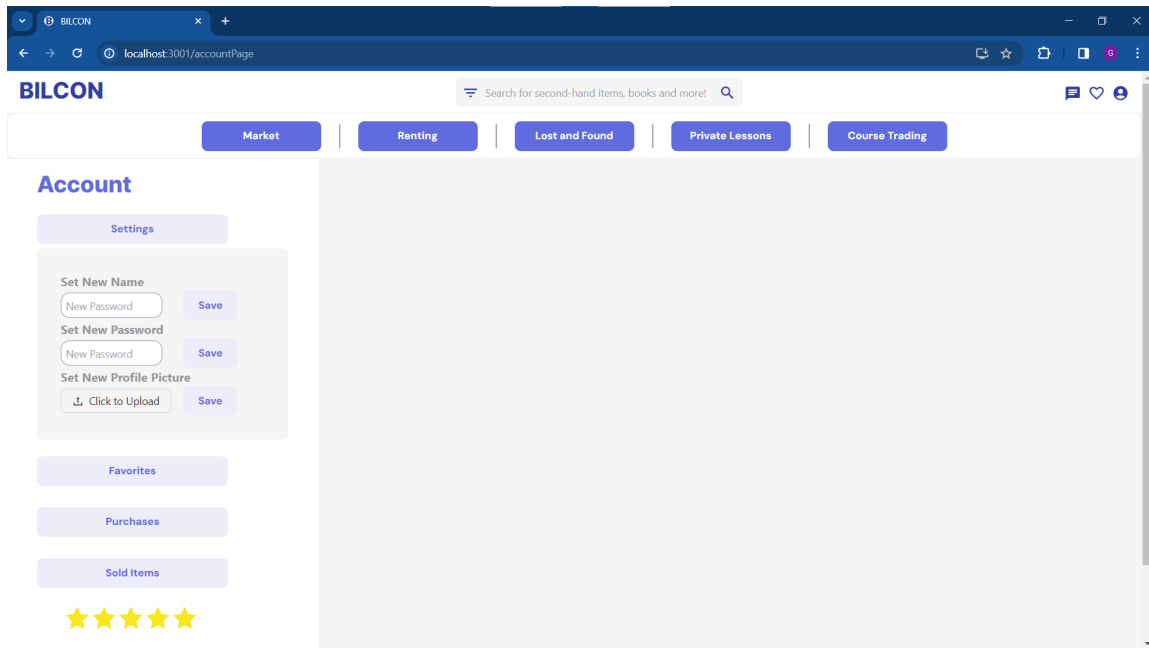 BILCON
localhost:3001/accountPage
G
BILCON
Search for second-hand items, books and more!
Market Renting Lost and Found Private Lessons Course Trading
Account
Settings
Set New Name
New Password Save
Set New Password
New Password Save
Set New Profile Picture
Click to Upload Save
Favorites
Purchases
Sold Items